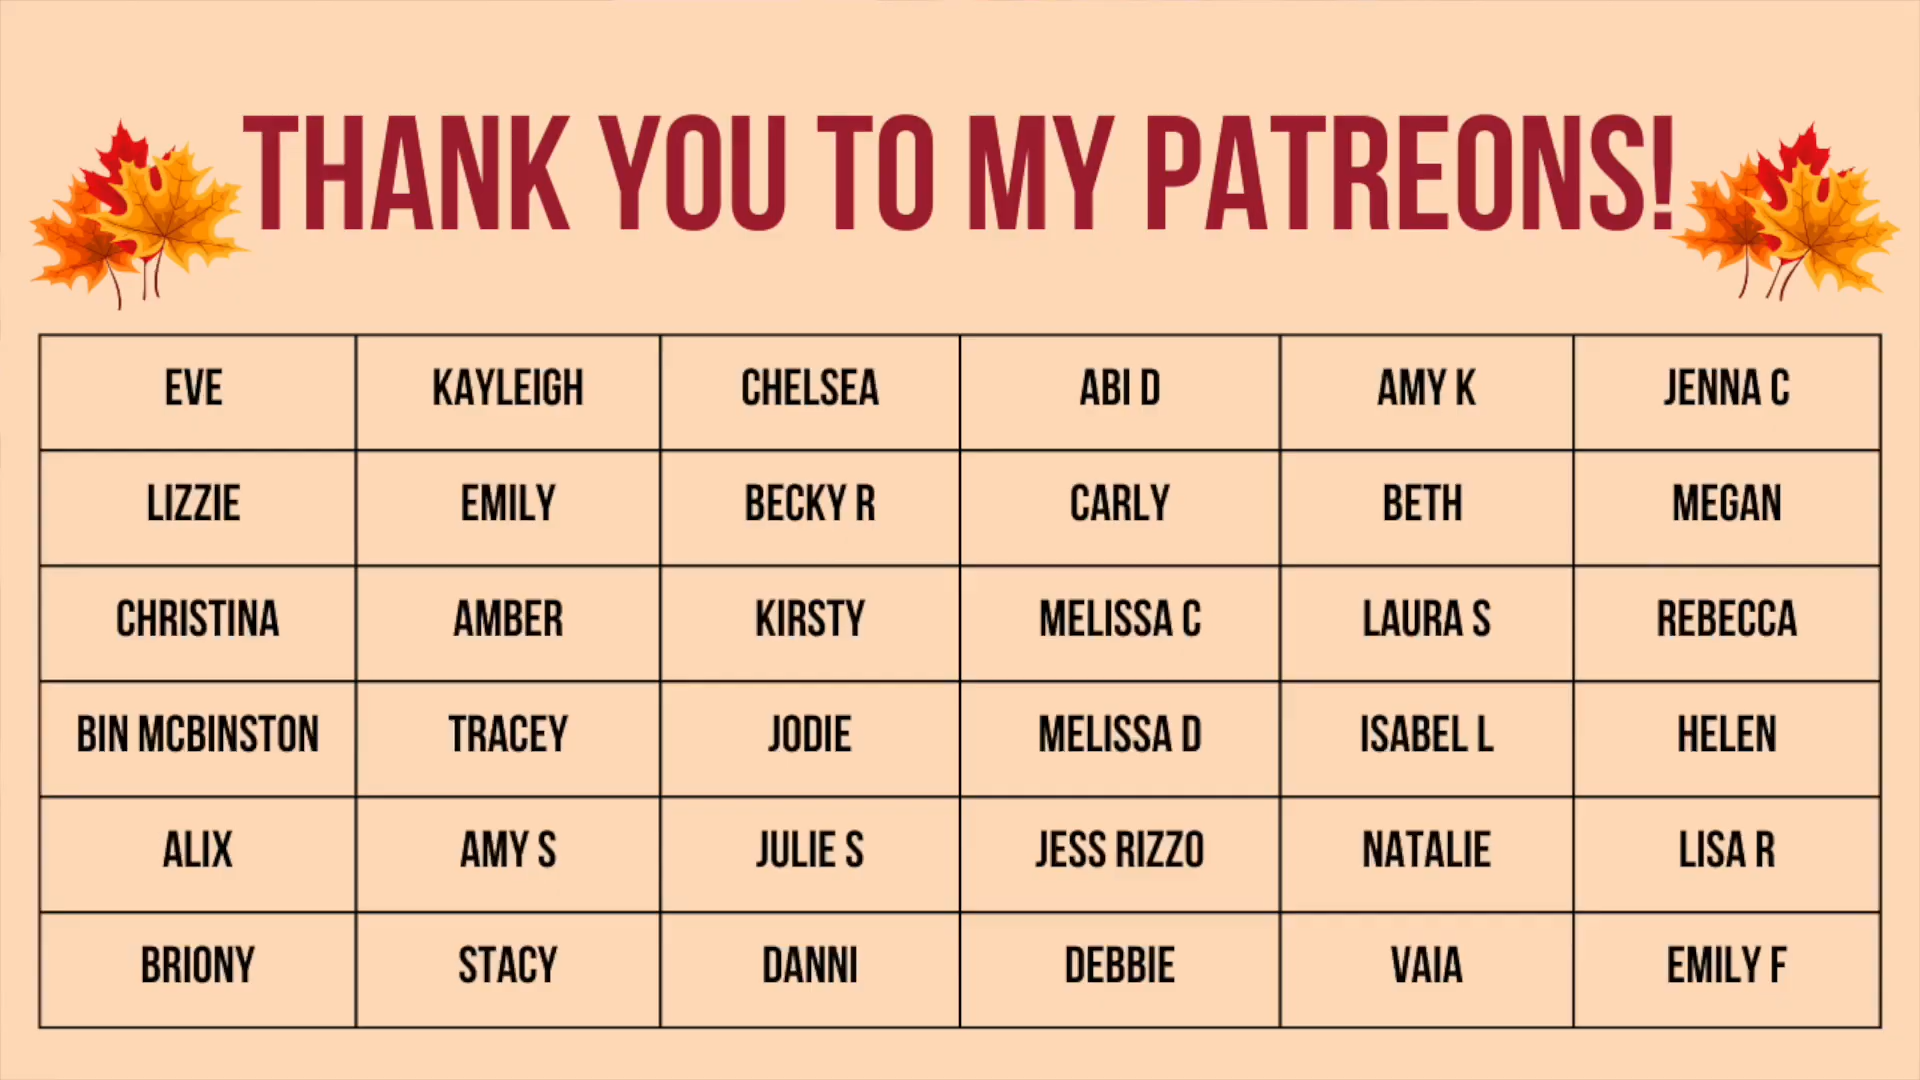 THANK YOU TO MY PATREONS!
EVE KAYLEIGH CHELSEA ABI D AMY K JENNA C
LIZZIE EMILY BECKY R CARLY BETH MEGAN
CHRISTINA AMBER KIRSTY MELISSA C LAURA S REBECCA
BIN MCBINSTON TRACEY JODIE MELISSA D ISABEL L HELEN
ALIX AMY S JULIE S JESS RIZZO NATALIE LISA R
BRIONY STACY DANNI DEBBIE VAIA EMILY F